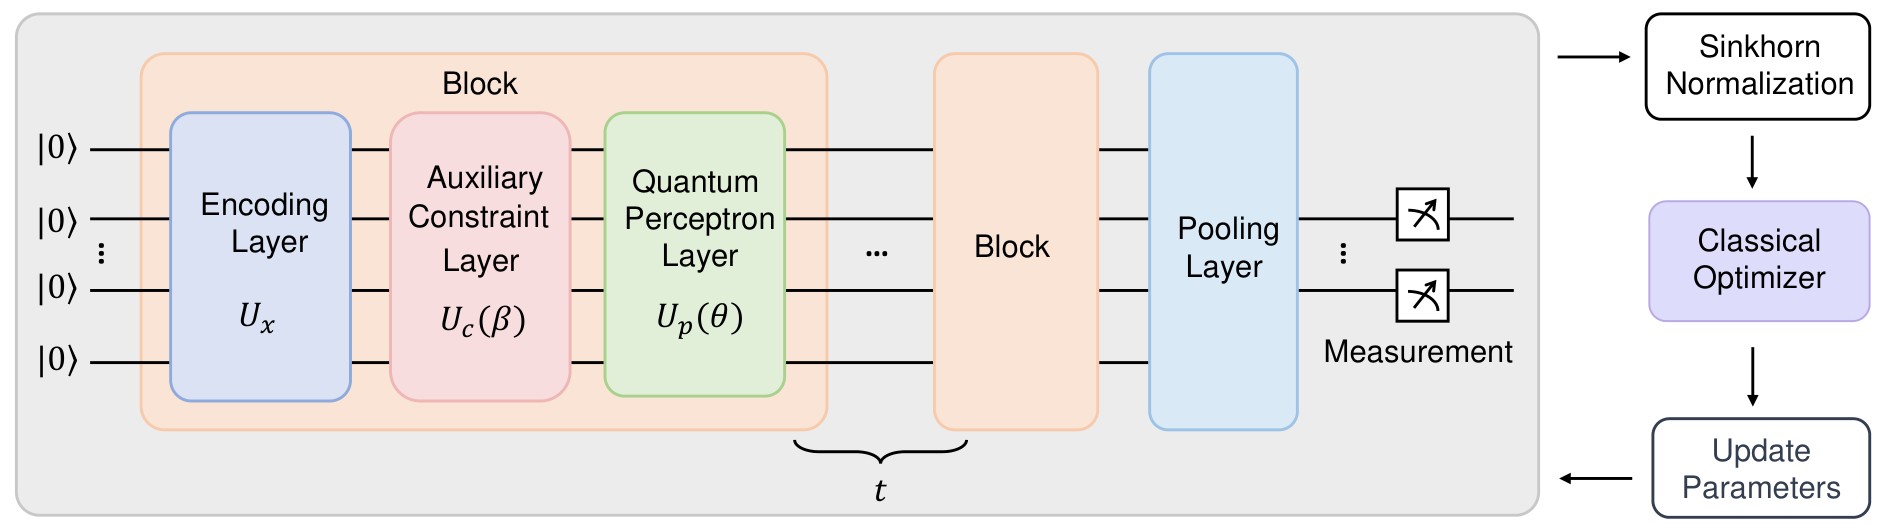 Block
|0⟩
|0⟩
⋮
|0⟩
|0⟩
Encoding
Layer
Uₓ
Auxiliary
Constraint
Layer
U_c(β)
Quantum
Perceptron
Layer
U_p(θ)
...
t
Block
Pooling
Layer
⋮
Measurement
Sinkhorn
Normalization
Classical
Optimizer
Update
Parameters